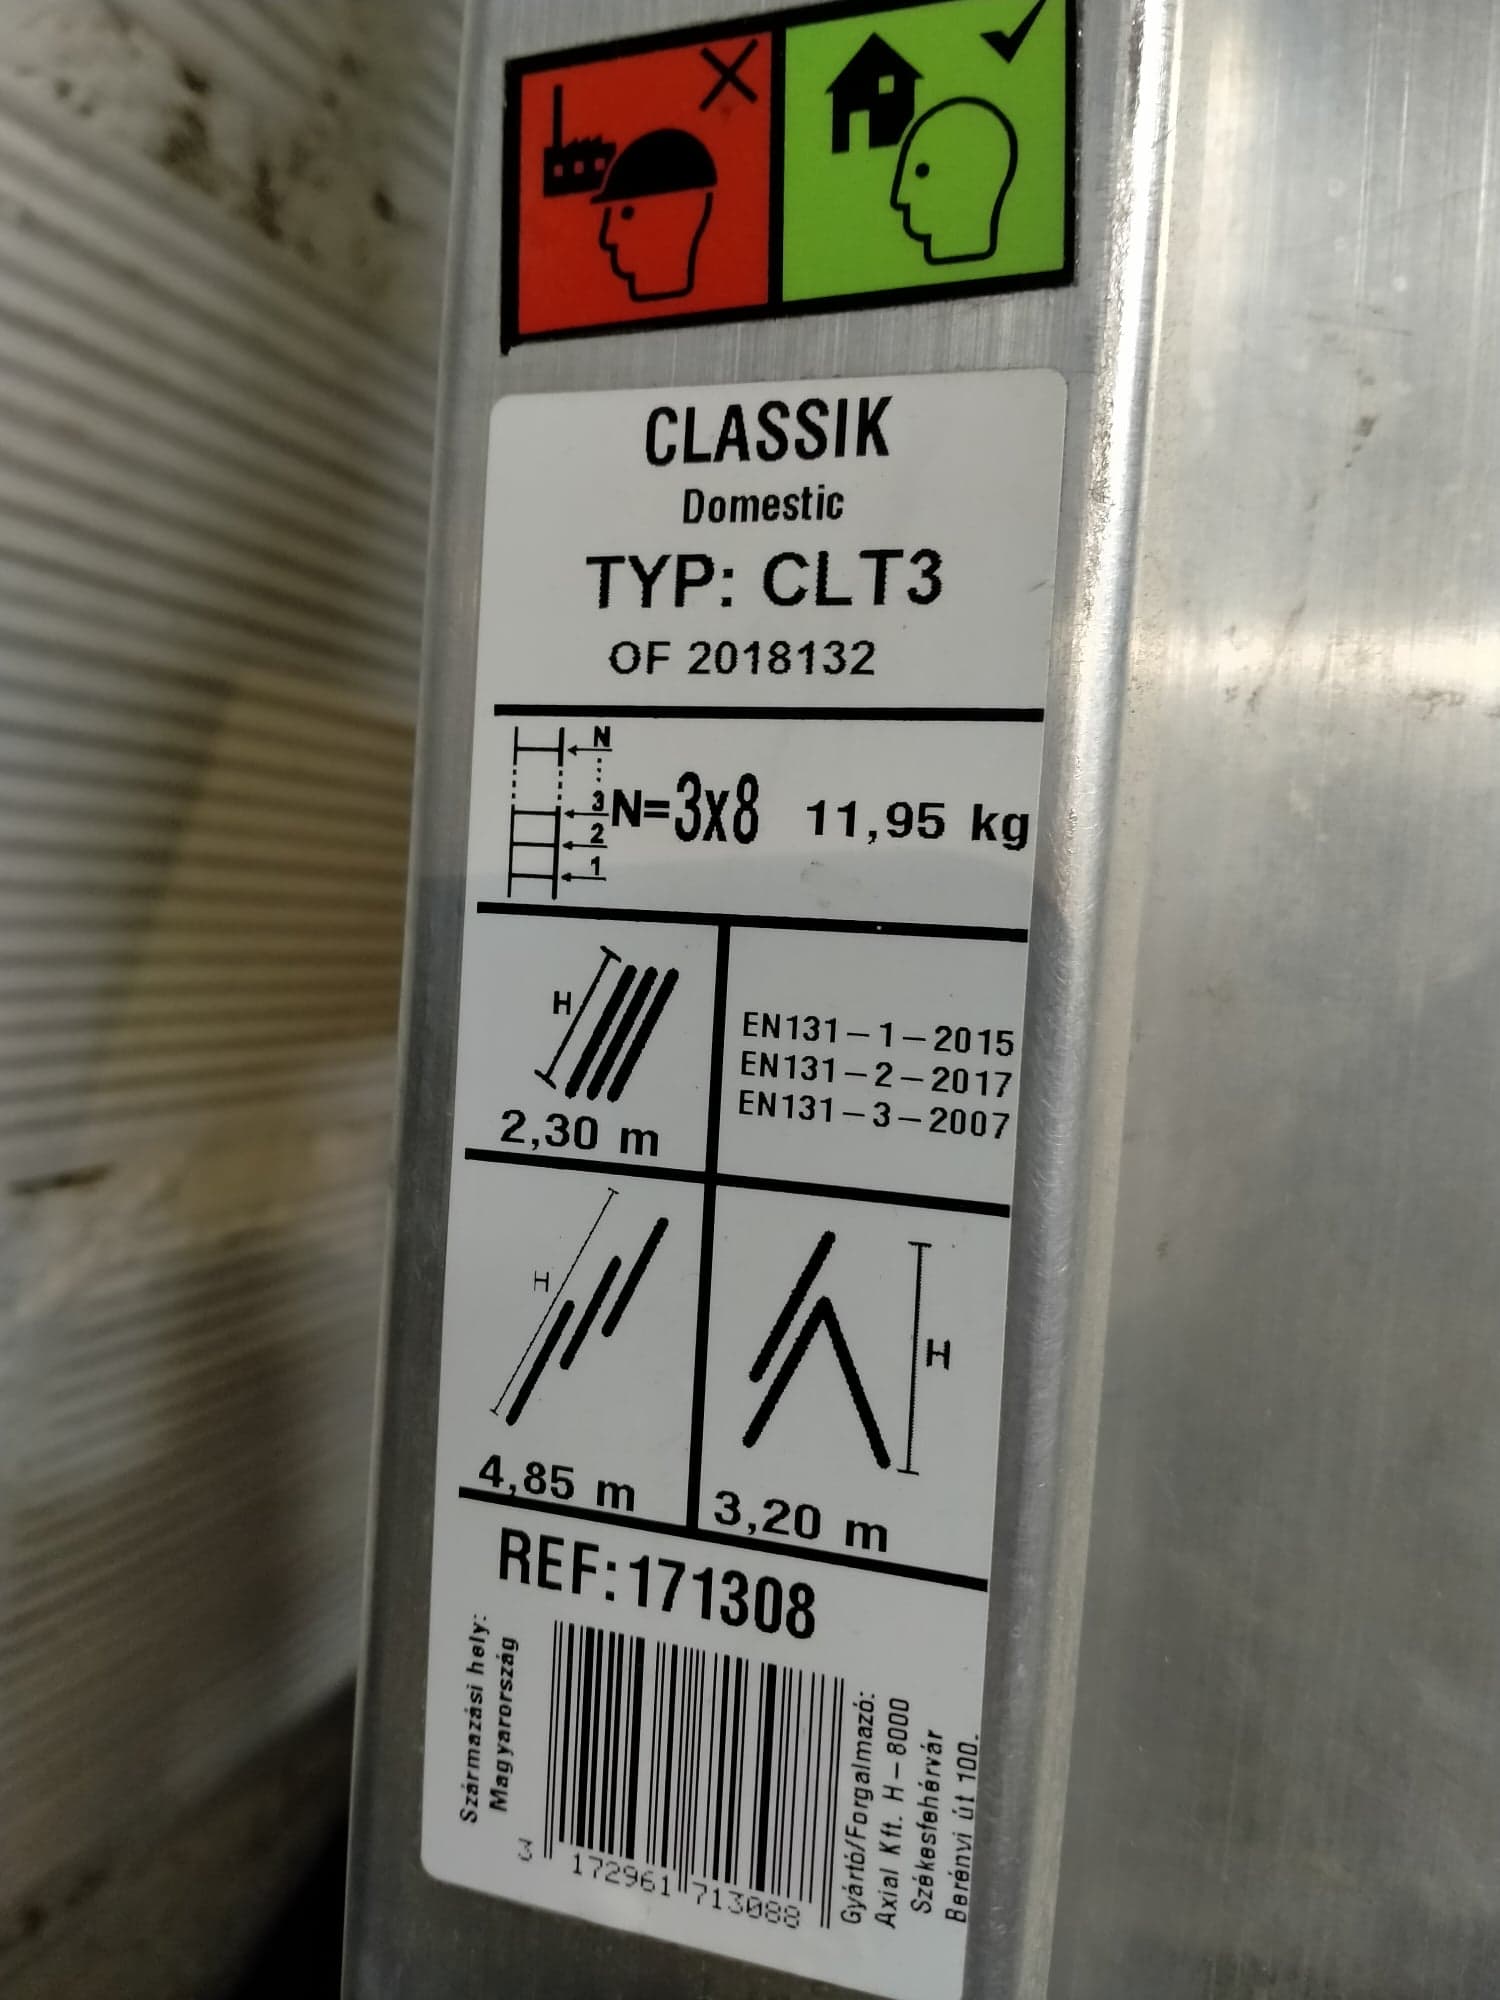 CLASSIK
Domestic
TYP: CLT3
OF 2018132
N
3
2
1
N=3x8 11,95 kg
H
2,30 m
EN131-1-2015
EN131-2-2017
EN131-3-2007
H
4,85 m
H
3,20 m
REF:171308
Származási hely:
Magyarország
3 172961 713088
Gyártó/Forgalmazó:
Axial Kft. H-8000
Székesfehérvár
Berényi út 100.